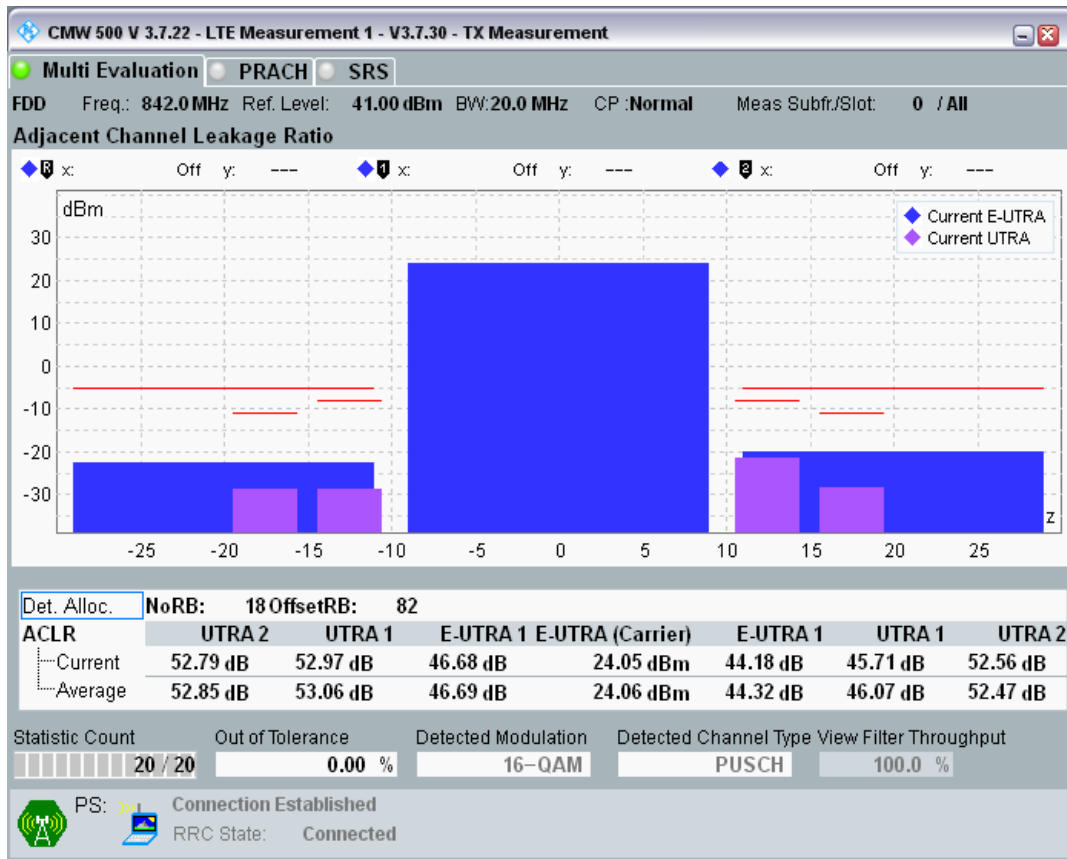 CMW 500 V 3.7.22 - LTE Measurement 1 - V3.7.30 - TX Measurement
Multi Evaluation PRACH SRS
FDD Freq.: 842.0 MHz Ref. Level: 41.00 dBm BW: 20.0 MHz CP : Normal Meas Subfr./Slot: 0 / All
Adjacent Channel Leakage Ratio
R x: Off y: --- 1 x: Off y: --- 2 x: Off y: ---
dBm
Current E-UTRA
Current UTRA
30
20
10
0
-10
-20
-30
z
-25 -20 -15 -10 -5 0 5 10 15 20 25
Det. Alloc. NoRB: 18 OffsetRB: 82
ACLR UTRA 2 UTRA 1 E-UTRA 1 E-UTRA (Carrier) E-UTRA 1 UTRA 1 UTRA 2
Current 52.79 dB 52.97 dB 46.68 dB 24.05 dBm 44.18 dB 45.71 dB 52.56 dB
Average 52.85 dB 53.06 dB 46.69 dB 24.06 dBm 44.32 dB 46.07 dB 52.47 dB
Statistic Count Out of Tolerance Detected Modulation Detected Channel Type View Filter Throughput
20 / 20 0.00 % 16-QAM PUSCH 100.0 %
PS: Connection Established
RRC State: Connected